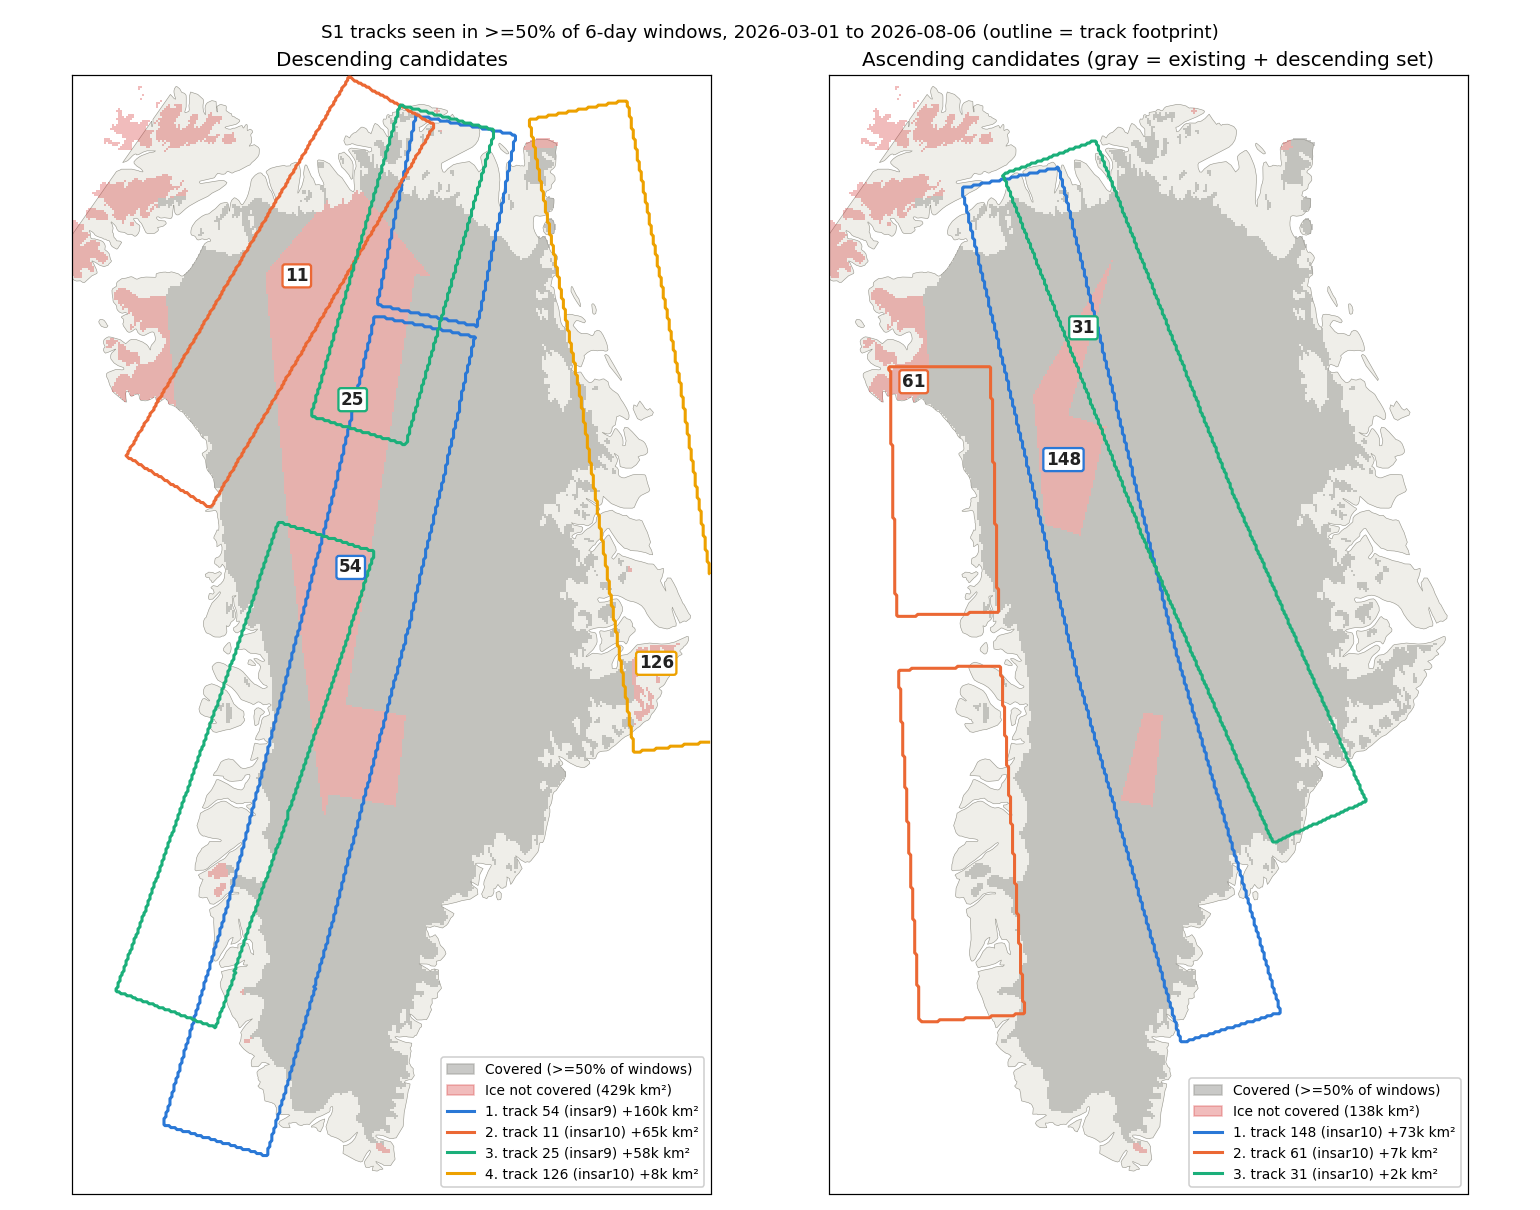 S1 tracks seen in >=50% of 6-day windows, 2026-03-01 to 2026-08-06 (outline = track footprint)
Descending candidates
11
25
54
126
Covered (>=50% of windows)
Ice not covered (429k km²)
1. track 54 (insar9) +160k km²
2. track 11 (insar10) +65k km²
3. track 25 (insar9) +58k km²
4. track 126 (insar10) +8k km²
Ascending candidates (gray = existing + descending set)
31
61
148
Covered (>=50% of windows)
Ice not covered (138k km²)
1. track 148 (insar10) +73k km²
2. track 61 (insar10) +7k km²
3. track 31 (insar10) +2k km²